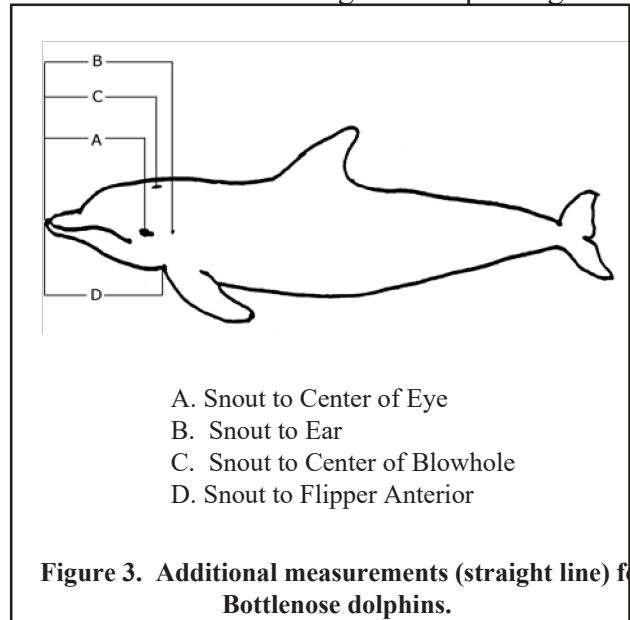 B
C
A
D
A. Snout to Center of Eye
B. Snout to Ear
C. Snout to Center of Blowhole
D. Snout to Flipper Anterior
Figure 3. Additional measurements (straight line)
Bottlenose dolphins.